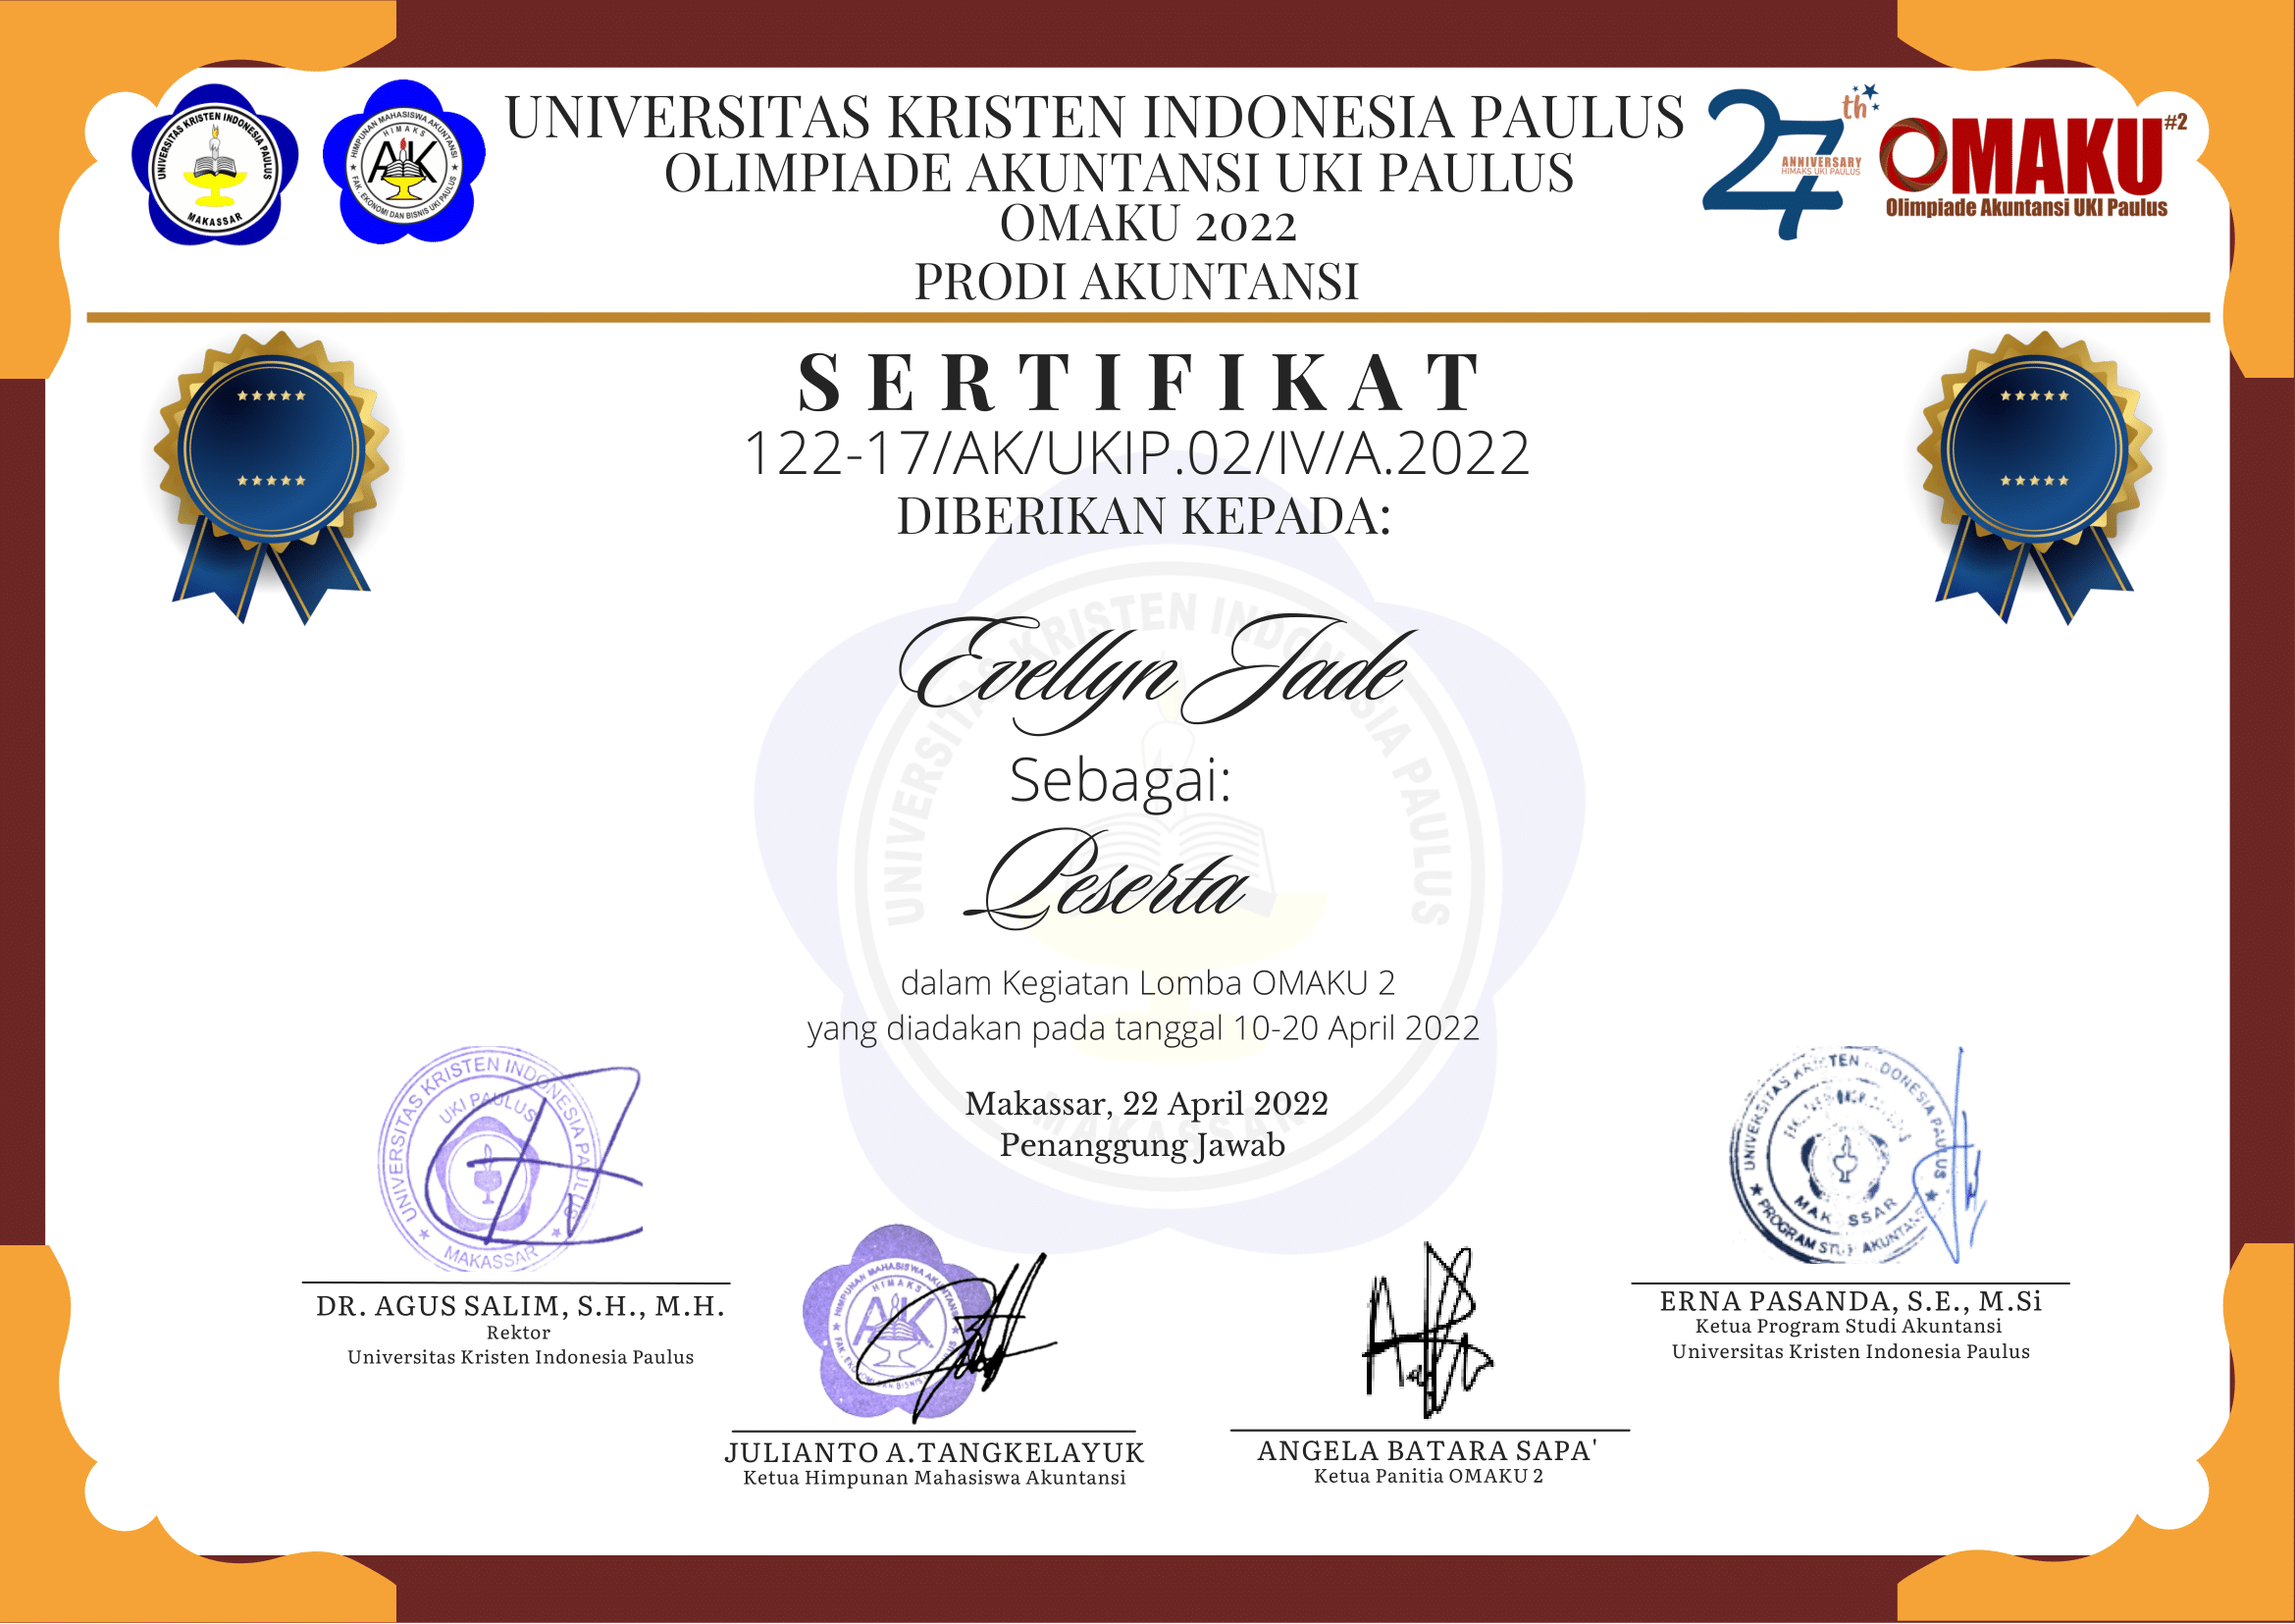 UNIVERSITAS KRISTEN INDONESIA PAULUS
MAKASSAR
HIMPUNAN MAHASISWA AKUNTANSI
HIMAKS
AK
FAK. EKONOMI DAN BISNIS UKI PAULUS
UNIVERSITAS KRISTEN INDONESIA PAULUS
OLIMPIADE AKUNTANSI UKI PAULUS
OMAKU 2022
PRODI AKUNTANSI
27th
ANNIVERSARY
HIMAKS UKI PAULUS
OMAKU #2
Olimpiade Akuntansi UKI Paulus
SERTIFIKAT
122-17/AK/UKIP.02/IV/A.2022
DIBERIKAN KEPADA:
Evellyn Jade
Sebagai:
Peserta
dalam Kegiatan Lomba OMAKU 2
yang diadakan pada tanggal 10-20 April 2022
Makassar, 22 April 2022
Penanggung Jawab
UNIVERSITAS KRISTEN INDONESIA PAULUS
MAKASSAR
UNIVERSITAS KRISTEN INDONESIA PAULUS
UKI PAULUS
MAKASSAR
DR. AGUS SALIM, S.H., M.H.
Rektor
Universitas Kristen Indonesia Paulus
UNIVERSITAS KRISTEN INDONESIA PAULUS
MAKASSAR
PROGRAM STUDI AKUNTANSI
ERNA PASANDA, S.E., M.Si
Ketua Program Studi Akuntansi
Universitas Kristen Indonesia Paulus
HIMPUNAN MAHASISWA AKUNTANSI
HIMAKS
AK
JULIANTO A.TANGKELAYUK
Ketua Himpunan Mahasiswa Akuntansi
ANGELA BATARA SAPA'
Ketua Panitia OMAKU 2